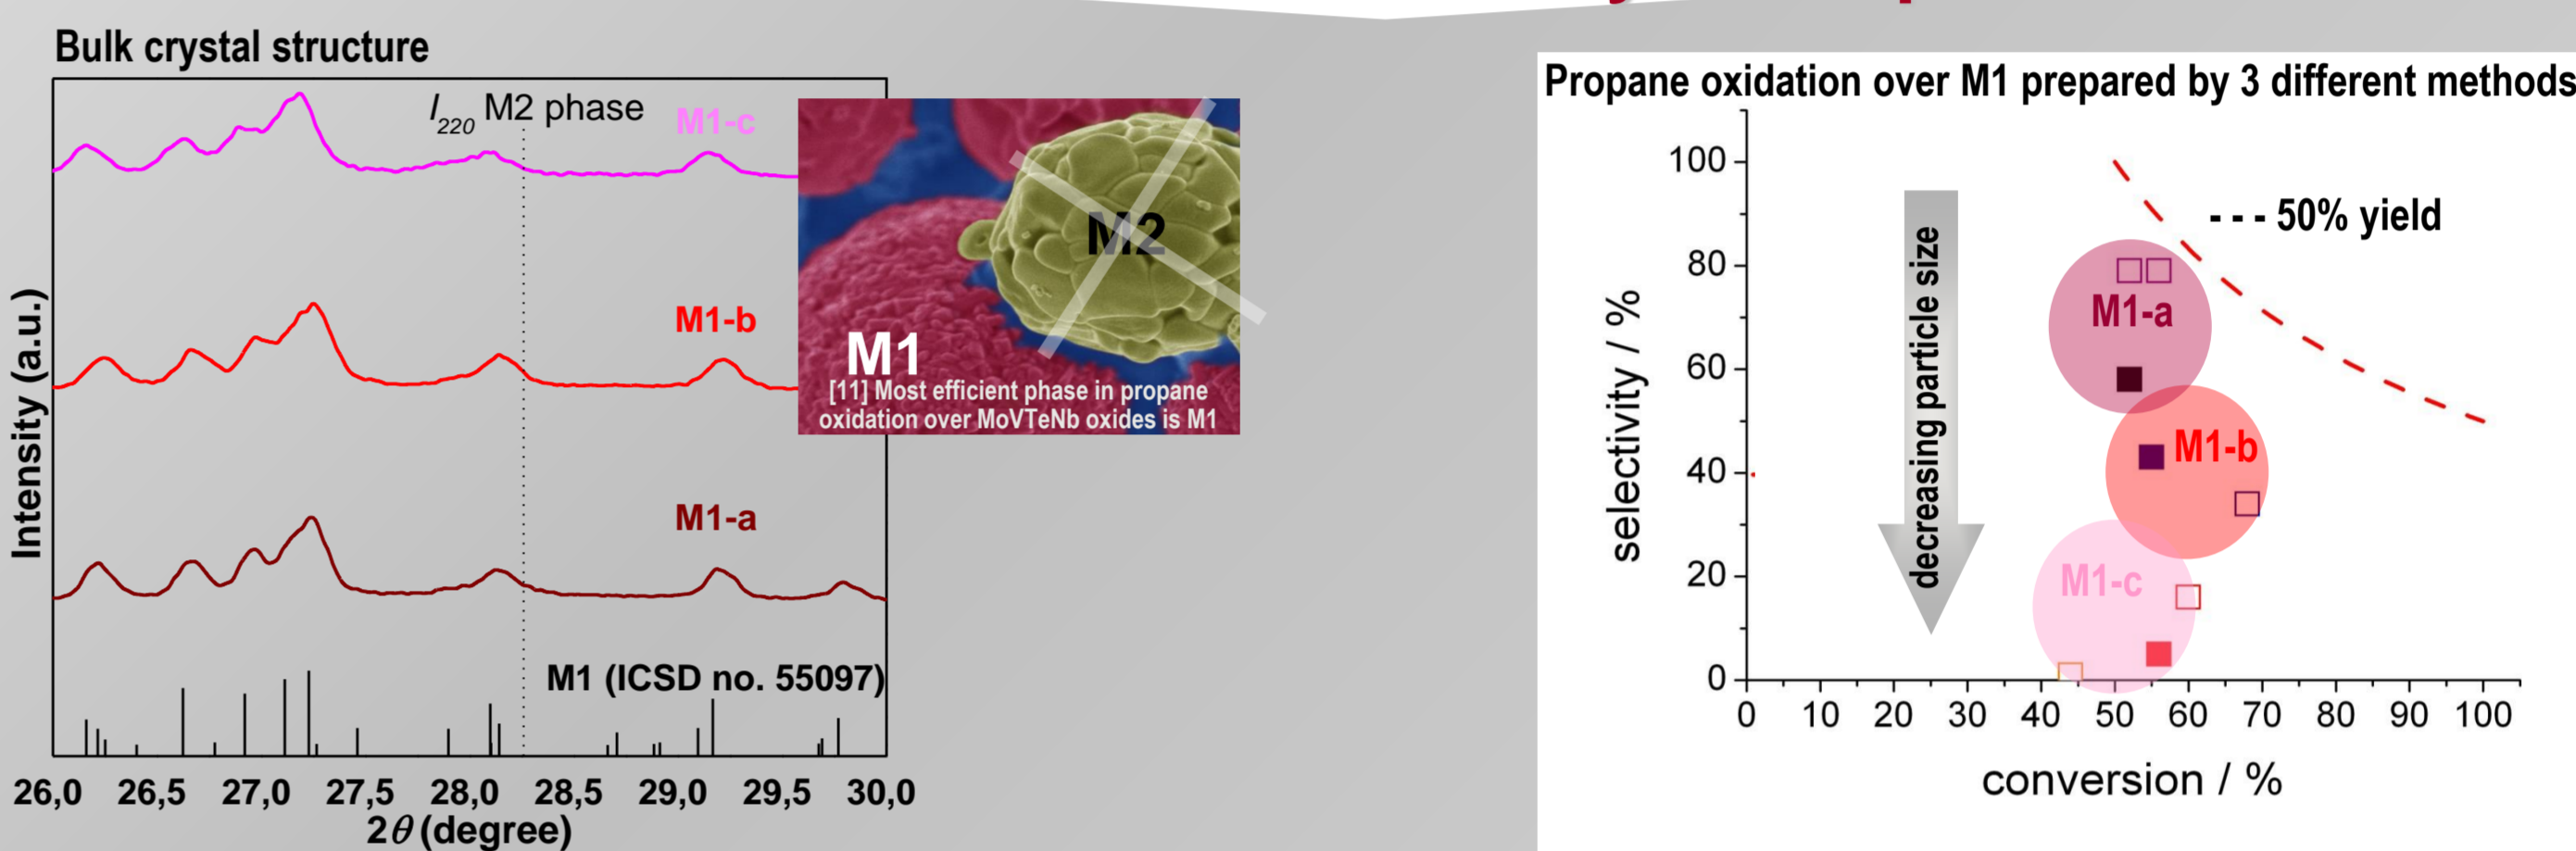 Bulk crystal structure
I220 M2 phase
M1-c
M1-b
M1-a
M1 (ICSD no. 55097)
Intensity (a.u.)
26,0 26,5 27,0 27,5 28,0 28,5 29,0 29,5 30,0
2θ (degree)
M2
M1
[11] Most efficient phase in propane
oxidation over MoVTeNb oxides is M1
Propane oxidation over M1 prepared by 3 different methods
100
80
60
40
20
0
selectivity / %
decreasing particle size
--- 50% yield
M1-a
M1-b
M1-c
0 10 20 30 40 50 60 70 80 90 100
conversion / %